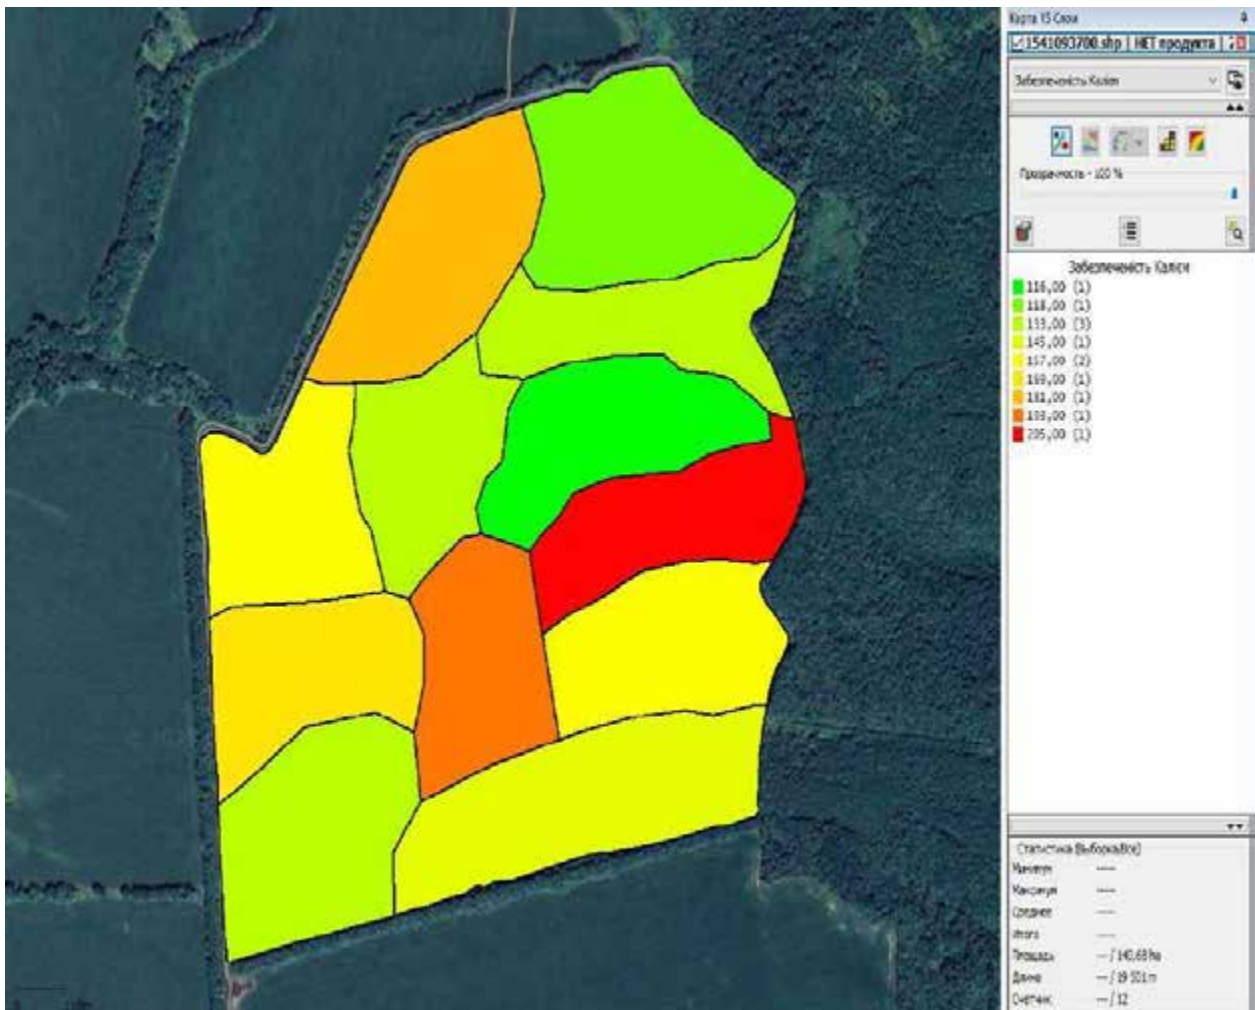 Карта 15 Слои
1541093700.shp | НЕТ продукта |
Забезпеченість Калієм
Прозрачность - 100 %
Забезпеченість Калієм
116,00 (1)
118,00 (1)
133,00 (3)
145,00 (1)
157,00 (2)
169,00 (1)
181,00 (1)
193,00 (1)
205,00 (1)
Статистика (Выборка/Все)
Минимум ----
Максимум ----
Среднее ----
Итого ----
Площадь --- / 140,68 ha
Длине --- / 19 501 m
Счетчик --- / 12